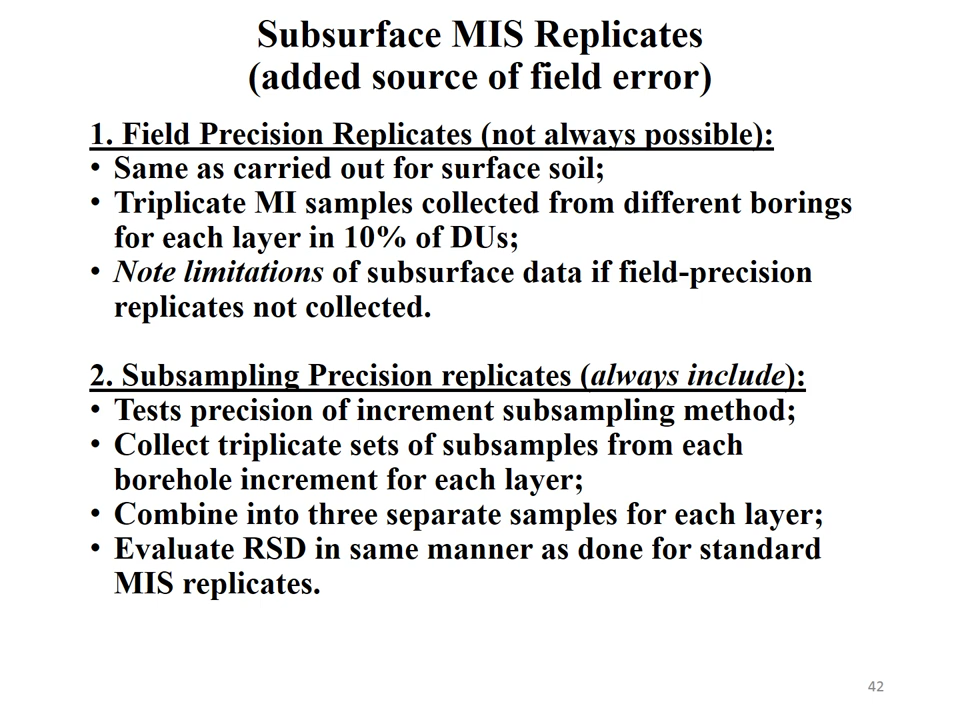 Subsurface MIS Replicates
(added source of field error)
1. Field Precision Replicates (not always possible):
• Same as carried out for surface soil;
• Triplicate MI samples collected from different borings
for each layer in 10% of DUs;
• Note limitations of subsurface data if field-precision
replicates not collected.
2. Subsampling Precision replicates (always include):
• Tests precision of increment subsampling method;
• Collect triplicate sets of subsamples from each
borehole increment for each layer;
• Combine into three separate samples for each layer;
• Evaluate RSD in same manner as done for standard
MIS replicates.
42